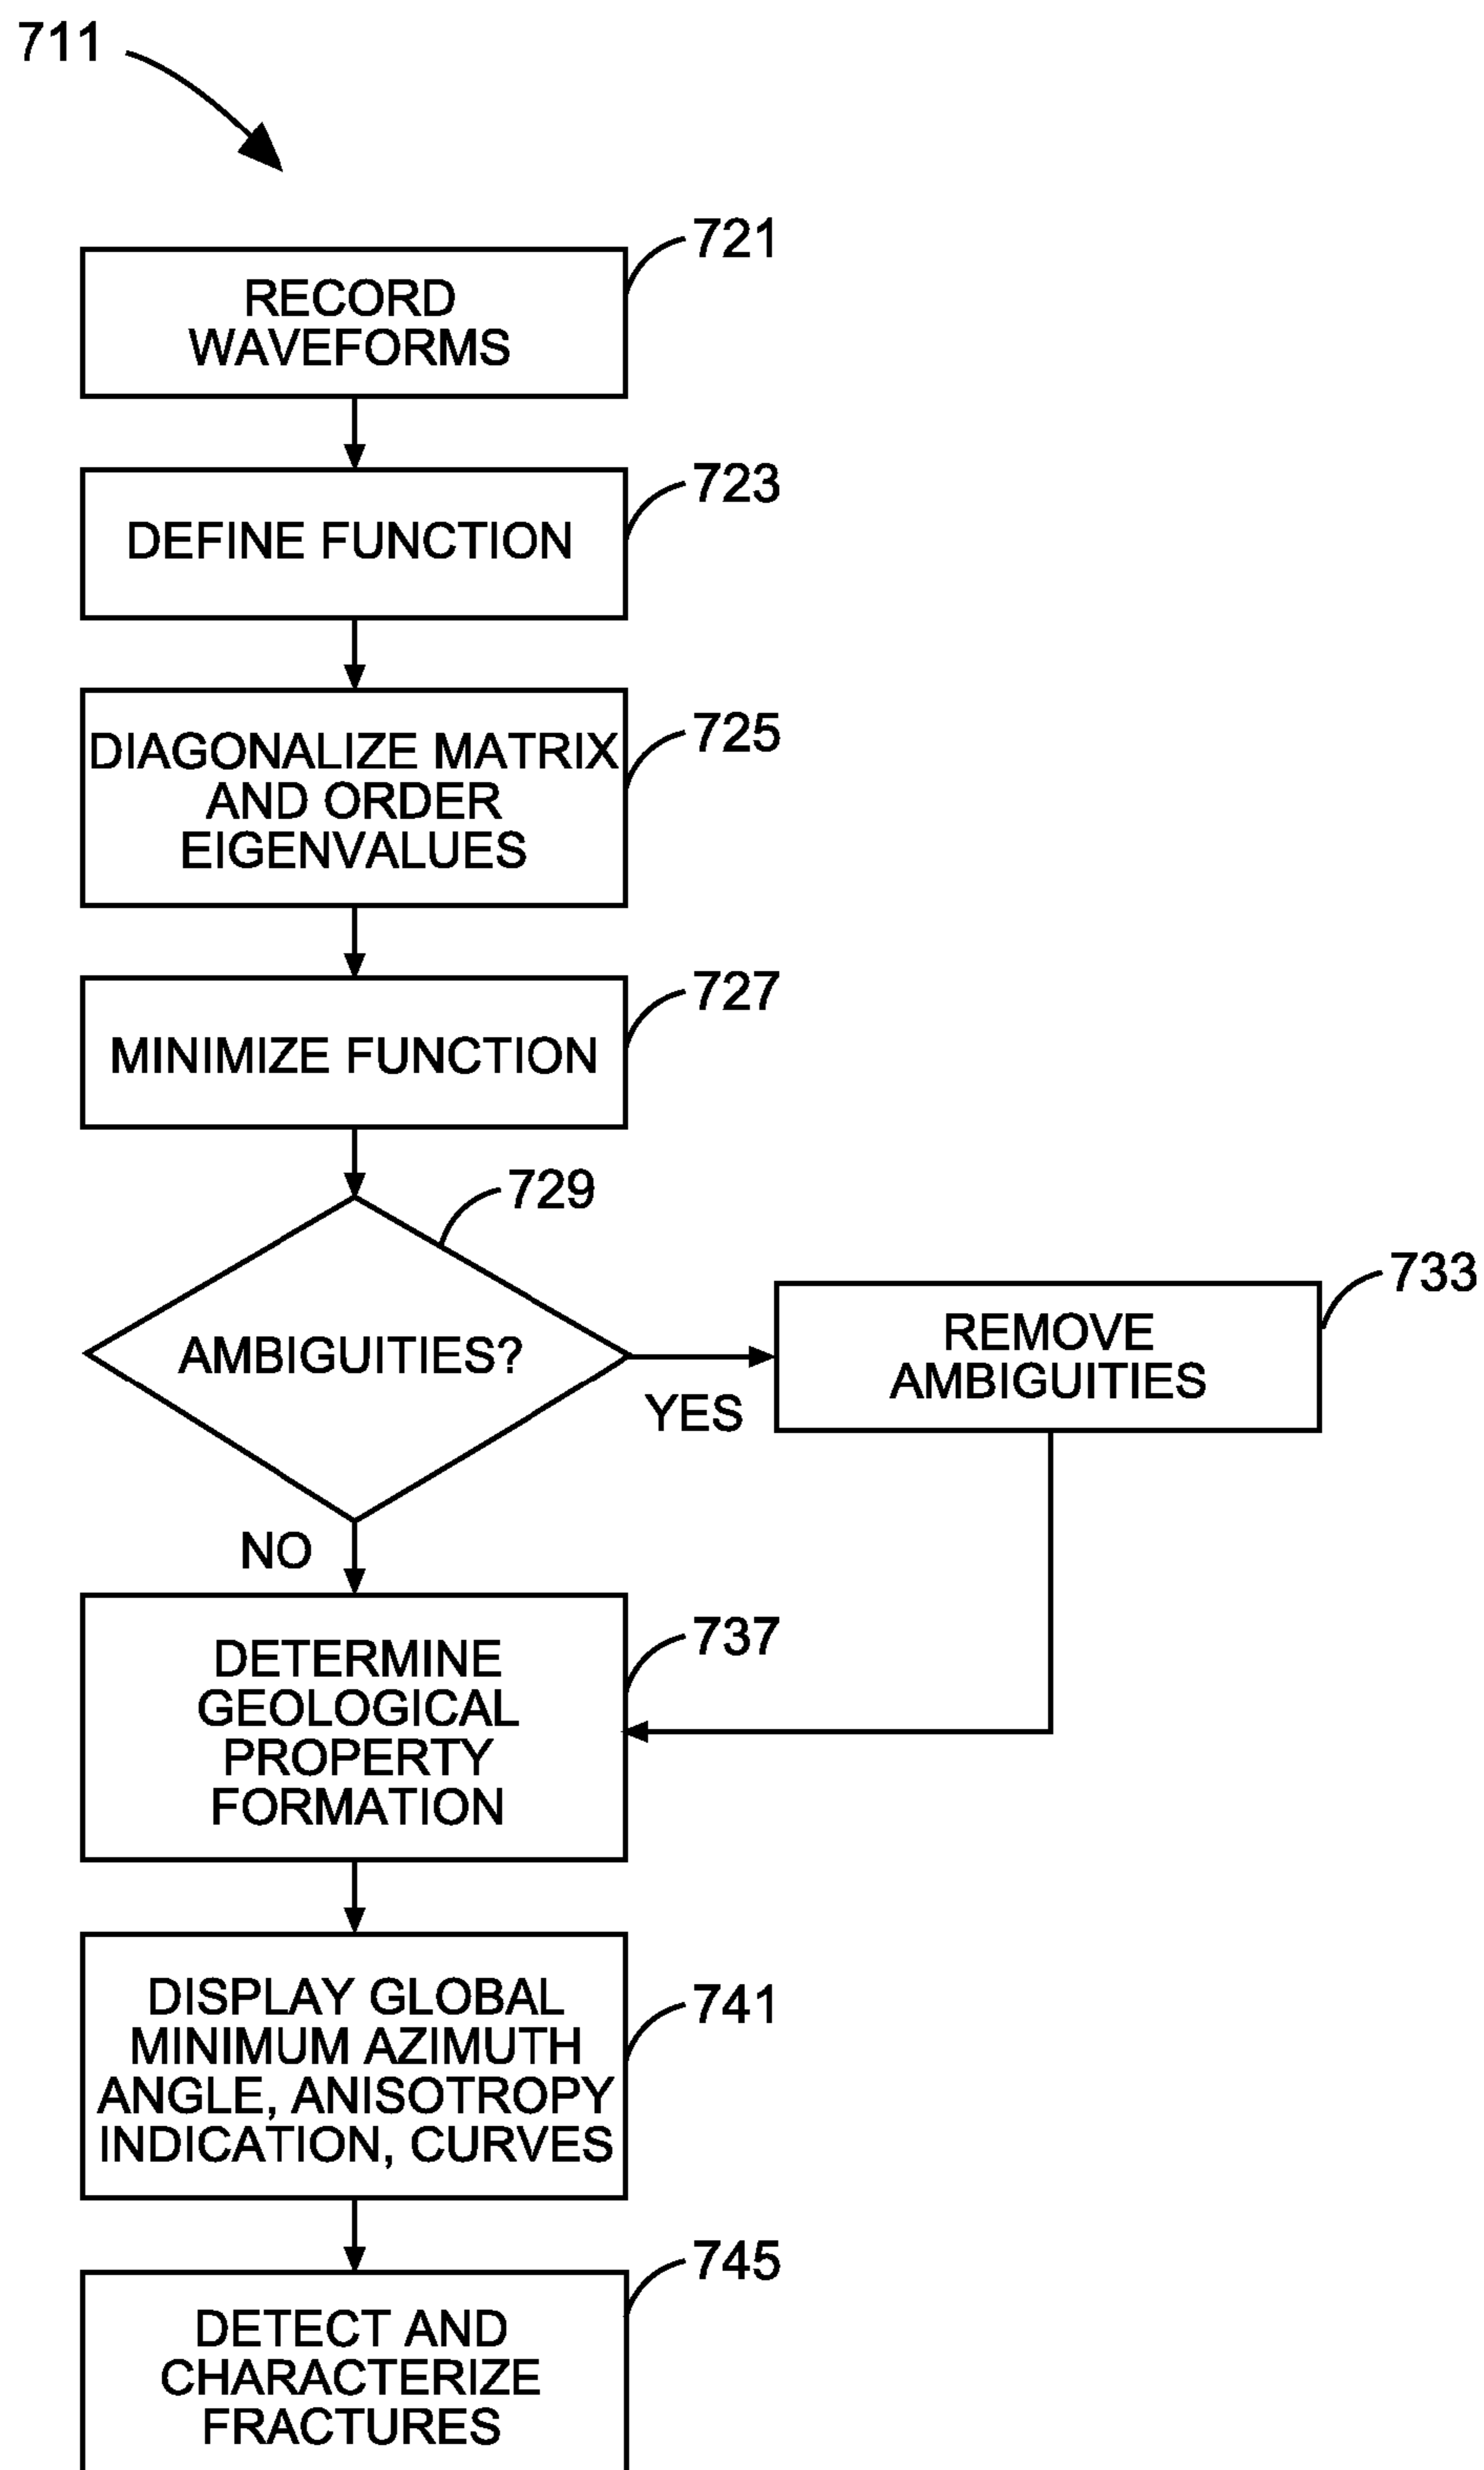 711
721
RECORD
WAVEFORMS
723
DEFINE FUNCTION
725
DIAGONALIZE MATRIX
AND ORDER
EIGENVALUES
727
MINIMIZE FUNCTION
729
AMBIGUITIES?
YES
733
REMOVE
AMBIGUITIES
NO
737
DETERMINE
GEOLOGICAL
PROPERTY
FORMATION
741
DISPLAY GLOBAL
MINIMUM AZIMUTH
ANGLE, ANISOTROPY
INDICATION, CURVES
745
DETECT AND
CHARACTERIZE
FRACTURES